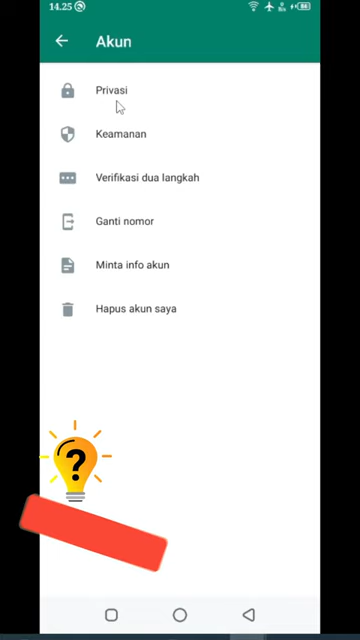 14.25
Akun
Privasi
Keamanan
Verifikasi dua langkah
Ganti nomor
Minta info akun
Hapus akun saya
?